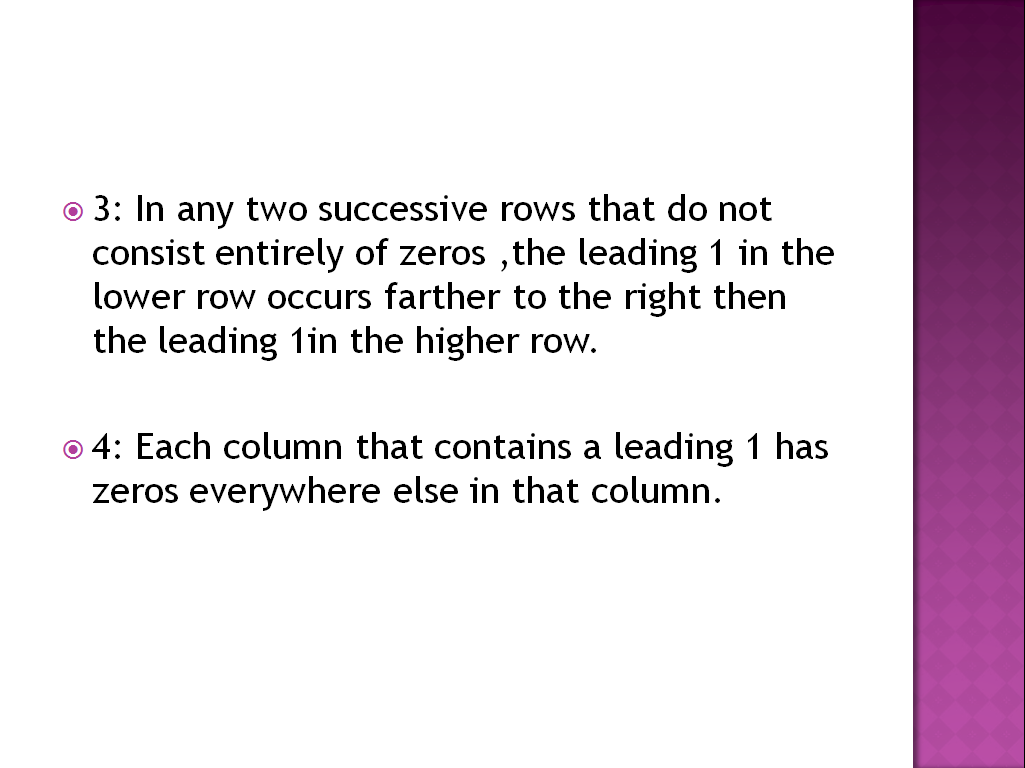 3: In any two successive rows that do not
consist entirely of zeros ,the leading 1 in the
lower row occurs farther to the right then
the leading 1in the higher row.
4: Each column that contains a leading 1 has
zeros everywhere else in that column.